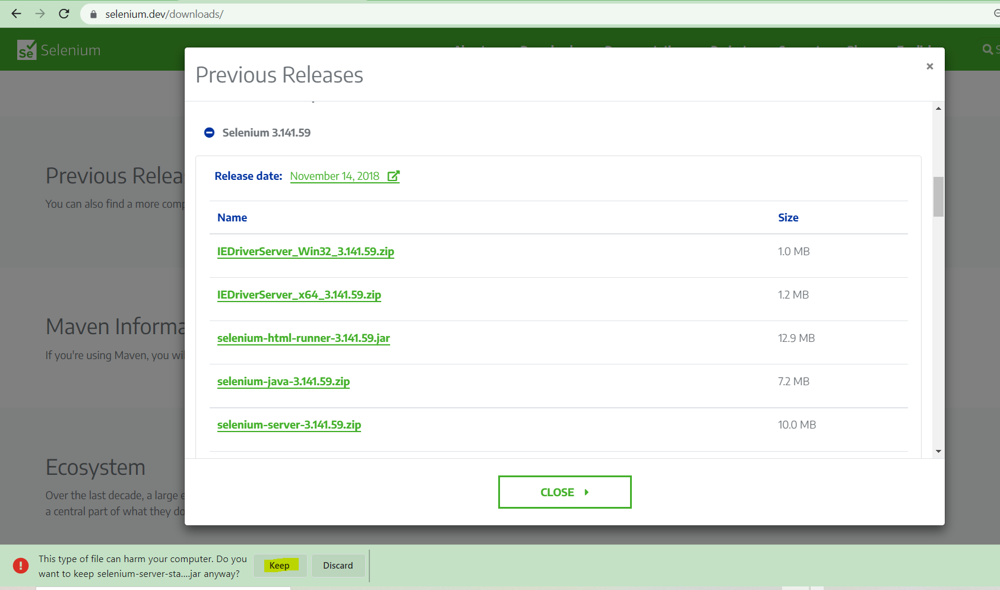 selenium.dev/downloads/
Selenium
Previous Releases
×
Selenium 3.141.59
Release date: November 14, 2018
Name Size
IEDriverServer_Win32_3.141.59.zip 1.0 MB
IEDriverServer_x64_3.141.59.zip 1.2 MB
selenium-html-runner-3.141.59.jar 12.9 MB
selenium-java-3.141.59.zip 7.2 MB
selenium-server-3.141.59.zip 10.0 MB
CLOSE
Previous Relea
You can also find a more comp
Maven Informa
If you're using Maven, you wil
Ecosystem
Over the last decade, a large e
a central part of what they do
This type of file can harm your computer. Do you
want to keep selenium-server-sta....jar anyway?
Keep Discard